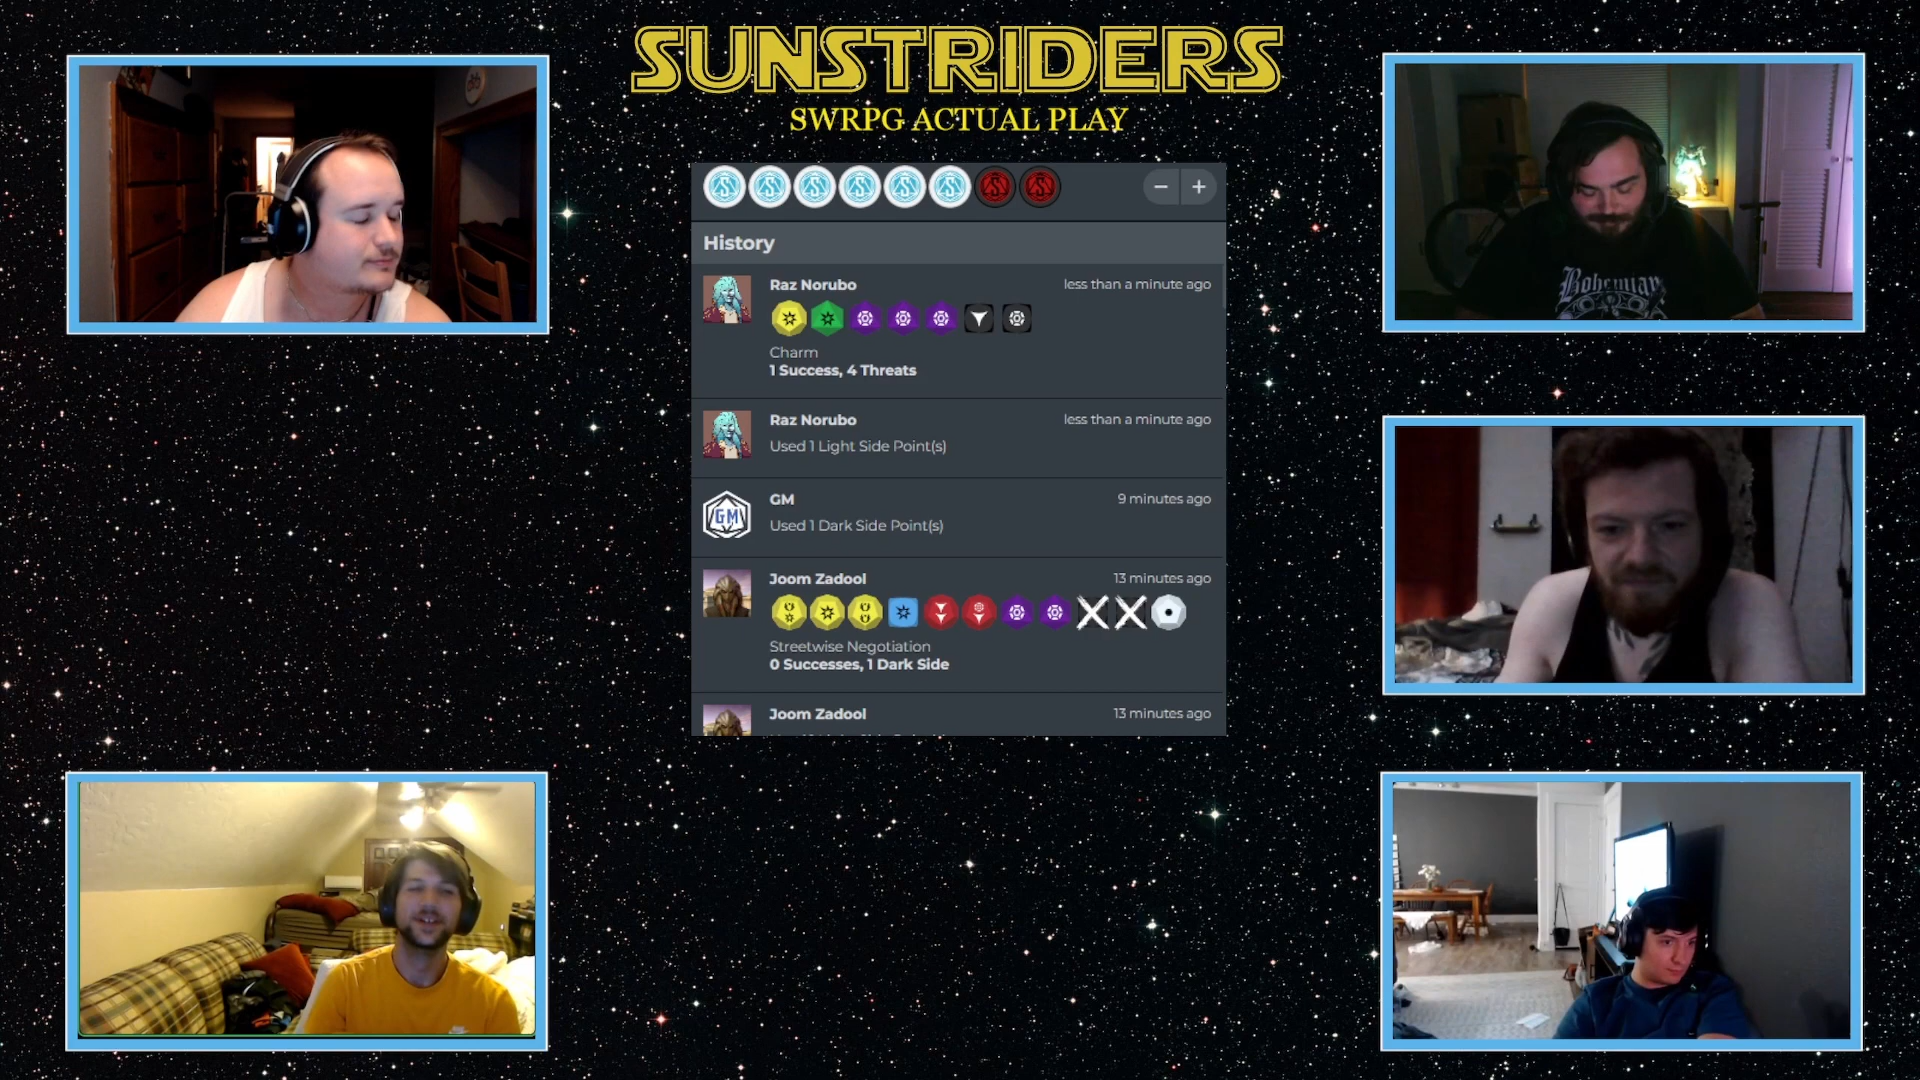 SUNSTRIDERS
SWRPG ACTUAL PLAY
History
Raz Norubo less than a minute ago
Charm
1 Success, 4 Threats
Raz Norubo less than a minute ago
Used 1 Light Side Point(s)
GM 9 minutes ago
GM Used 1 Dark Side Point(s)
Joom Zadool 13 minutes ago
Streetwise Negotiation
0 Successes, 1 Dark Side
Joom Zadool 13 minutes ago
Bohemian